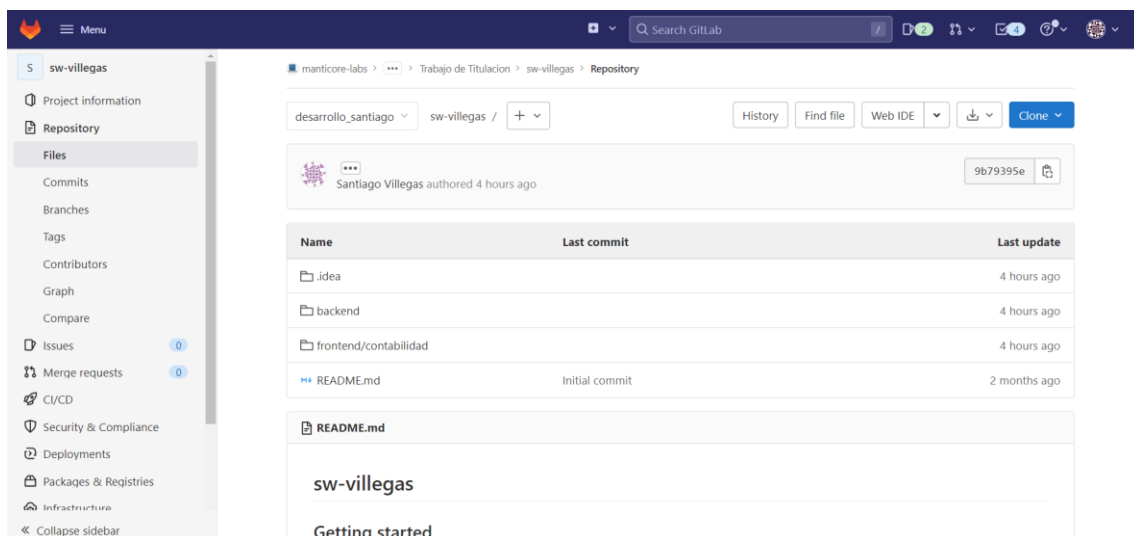 Menu
Search GitLab
/
2
4
S sw-villegas
Project information
Repository
Files
Commits
Branches
Tags
Contributors
Graph
Compare
Issues 0
Merge requests 0
CI/CD
Security & Compliance
Deployments
Packages & Registries
Infrastructure
Collapse sidebar
manticore-labs > ... > Trabajo de Titulacion > sw-villegas > Repository
desarrollo_santiago sw-villegas / + History Find file Web IDE Clone
...
Santiago Villegas authored 4 hours ago 9b79395e
Name Last commit Last update
.idea 4 hours ago
backend 4 hours ago
frontend/contabilidad 4 hours ago
M+ README.md Initial commit 2 months ago
README.md
sw-villegas
Getting started